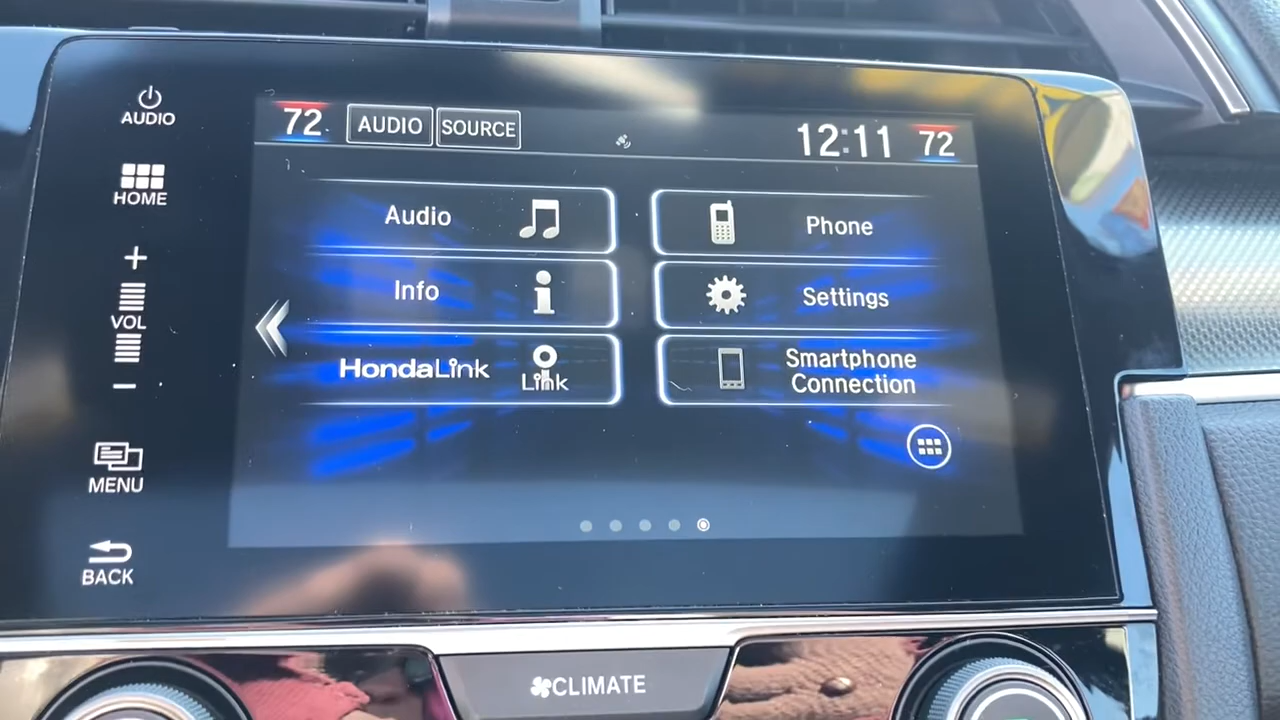 AUDIO
HOME
+
VOL
−
MENU
BACK
72 AUDIO SOURCE 12:11 72
Audio
Phone
Info
Settings
HondaLink
Link
Smartphone
Connection
CLIMATE